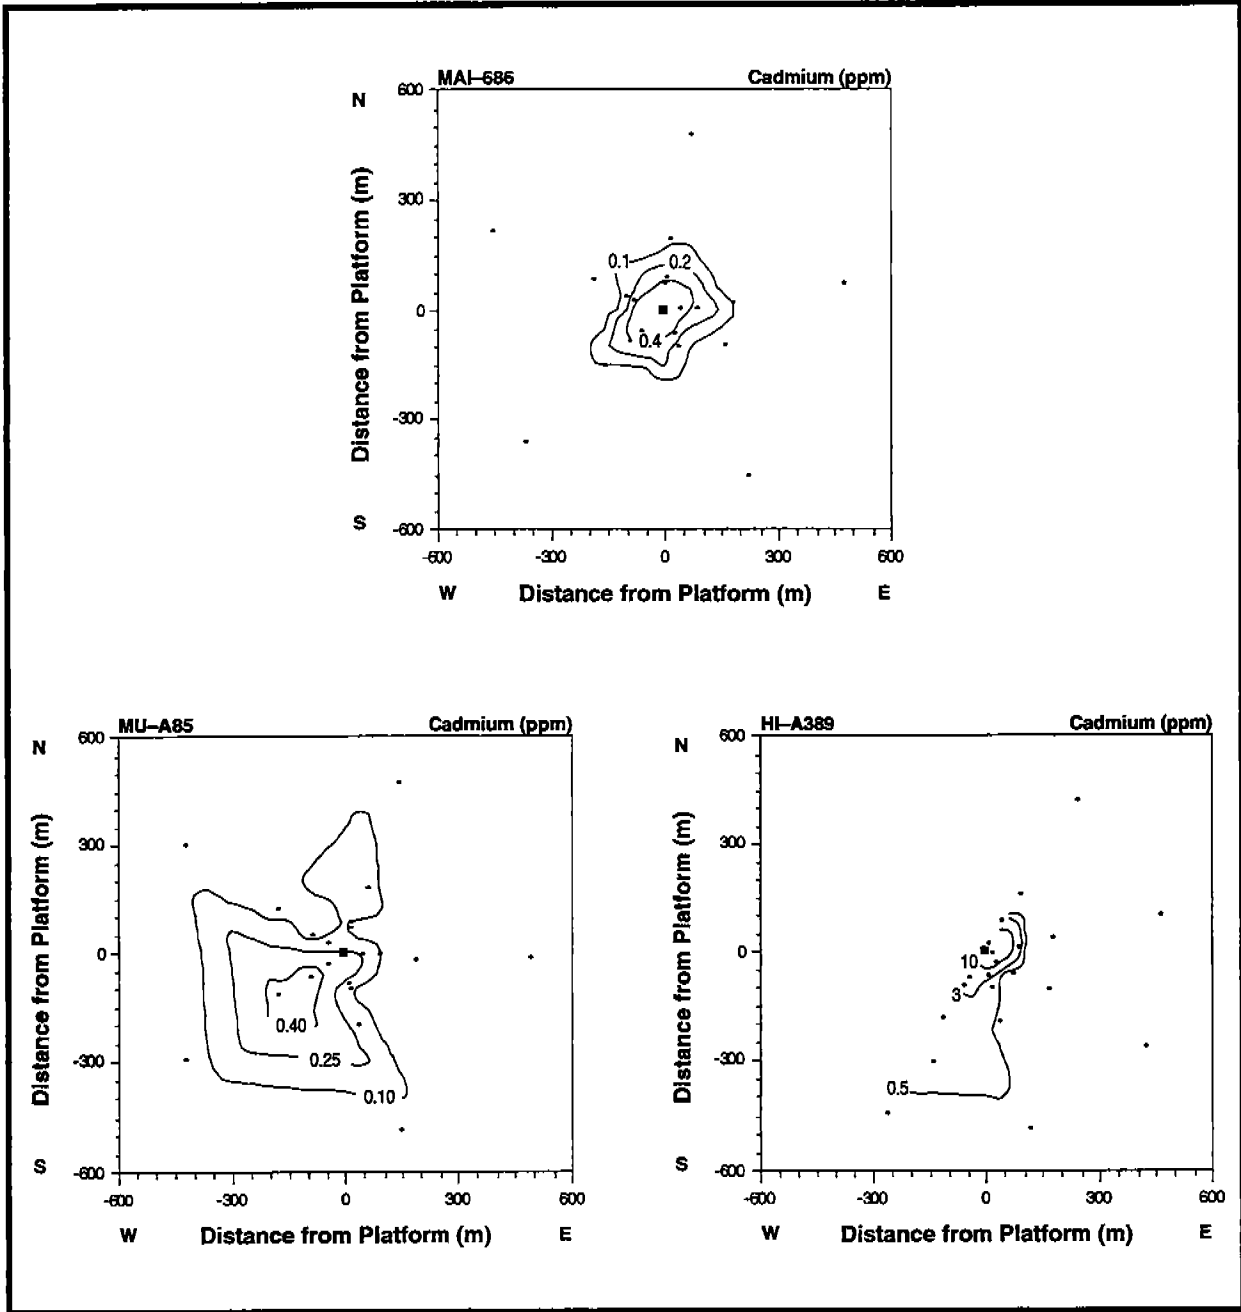 MAI-686 Cadmium (ppm)
N
600
300
0
-300
-600
S
Distance from Platform (m)
0.1
0.2
0.4
-600 -300 0 300 600
W Distance from Platform (m) E
MU-A85 Cadmium (ppm)
N
600
300
0
-300
-600
S
Distance from Platform (m)
0.40
0.25
0.10
-600 -300 0 300 600
W Distance from Platform (m) E
HI-A389 Cadmium (ppm)
N
600
300
0
-300
-600
S
Distance from Platform (m)
10
3
0.5
-600 -300 0 300 600
W Distance from Platform (m) E